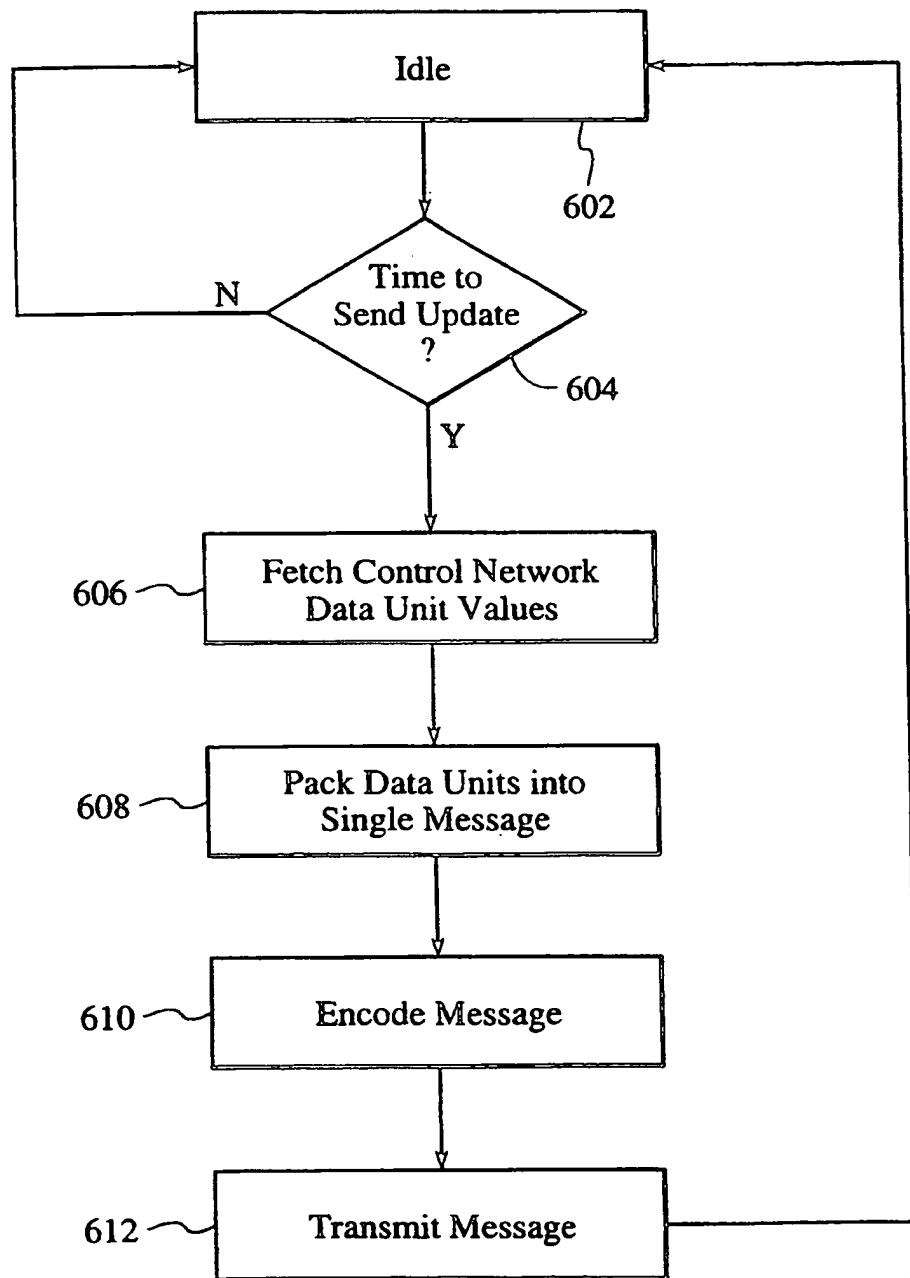 Idle
602
Time to
Send Update
?
604
N
Y
Fetch Control Network
Data Unit Values
606
Pack Data Units into
Single Message
608
Encode Message
610
Transmit Message
612